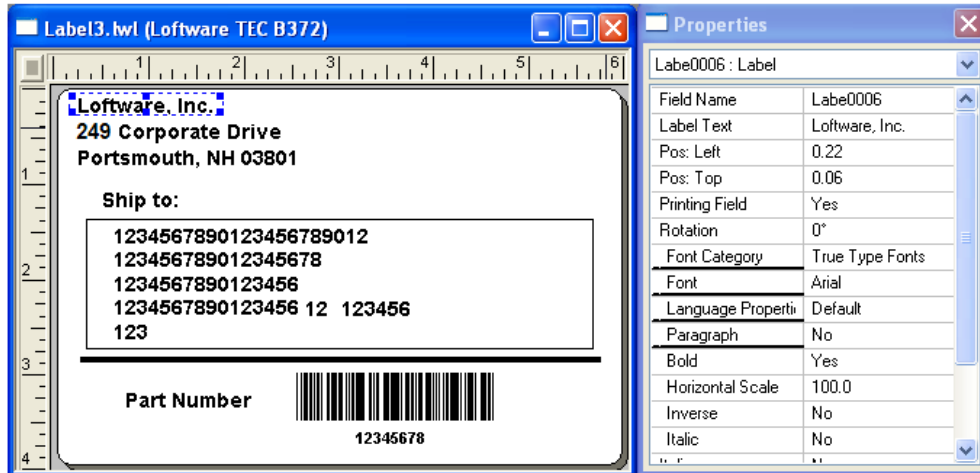 Label3.lwl (Loftware TEC B372)
1 2 3 4 5 6
1
2
3
4
Loftware, Inc.
249 Corporate Drive
Portsmouth, NH 03801
Ship to:
1234567890123456789012
123456789012345678
1234567890123456
1234567890123456 12 123456
123
Part Number
12345678
Properties
Labe0006 : Label
Field Name Labe0006
Label Text Loftware, Inc.
Pos: Left 0.22
Pos: Top 0.06
Printing Field Yes
Rotation 0°
Font Category True Type Fonts
Font Arial
Language Properti Default
Paragraph No
Bold Yes
Horizontal Scale 100.0
Inverse No
Italic No